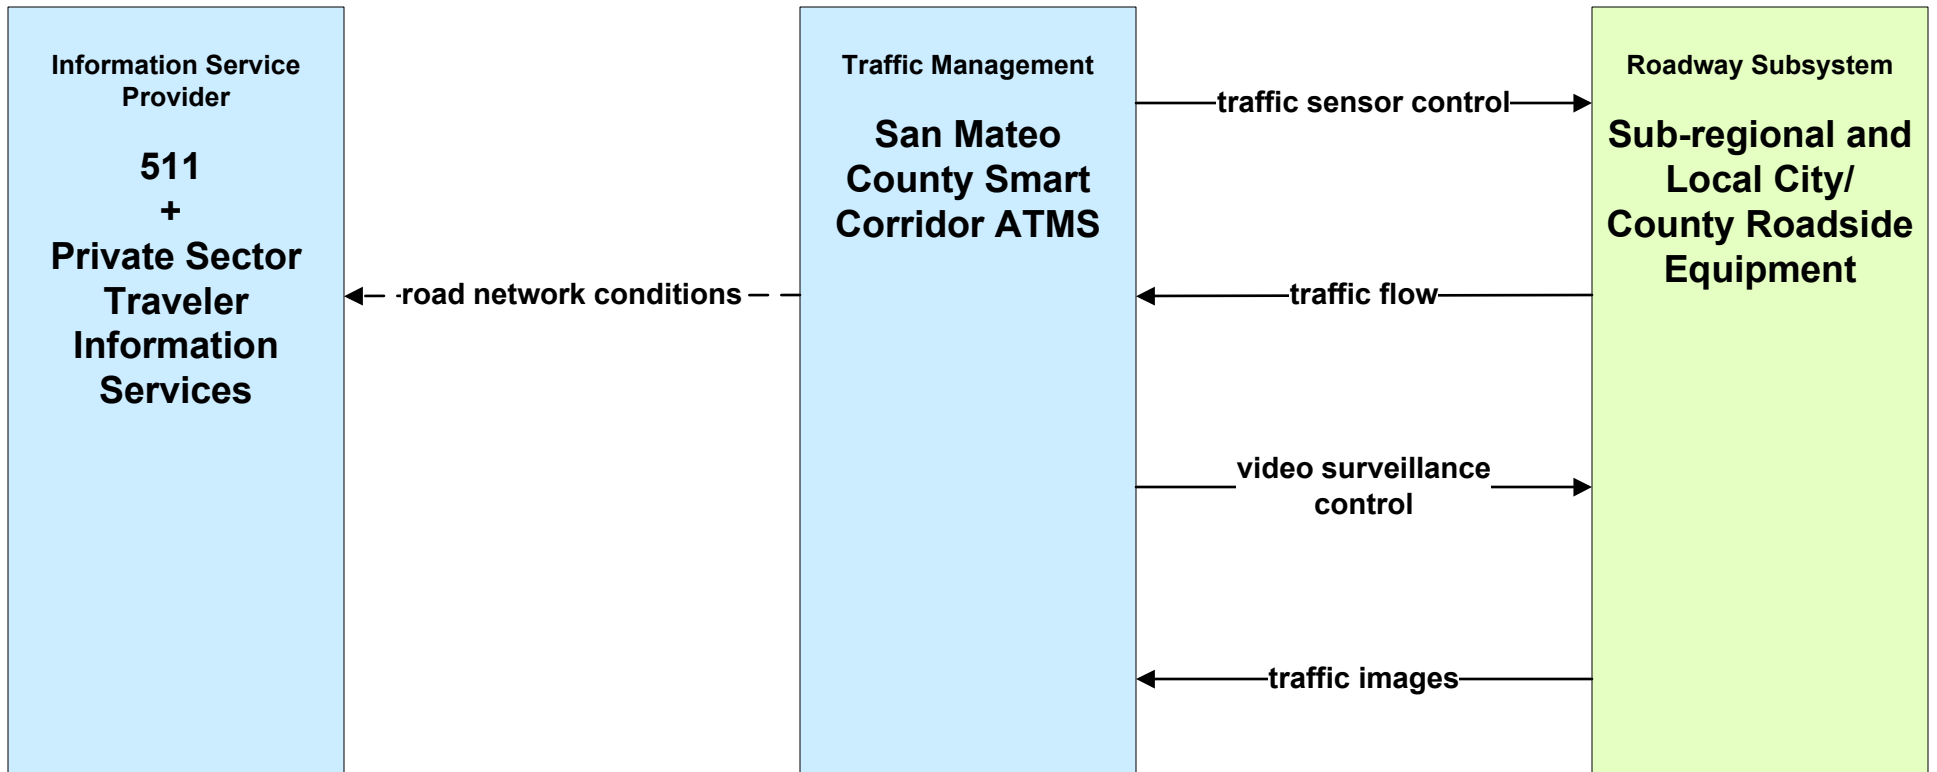 Information Service
Provider
511
+
Private Sector
Traveler
Information
Services
road network conditions
Traffic Management
San Mateo
County Smart
Corridor ATMS
traffic sensor control
traffic flow
video surveillance
control
traffic images
Roadway Subsystem
Sub-regional and
Local City/
County Roadside
Equipment